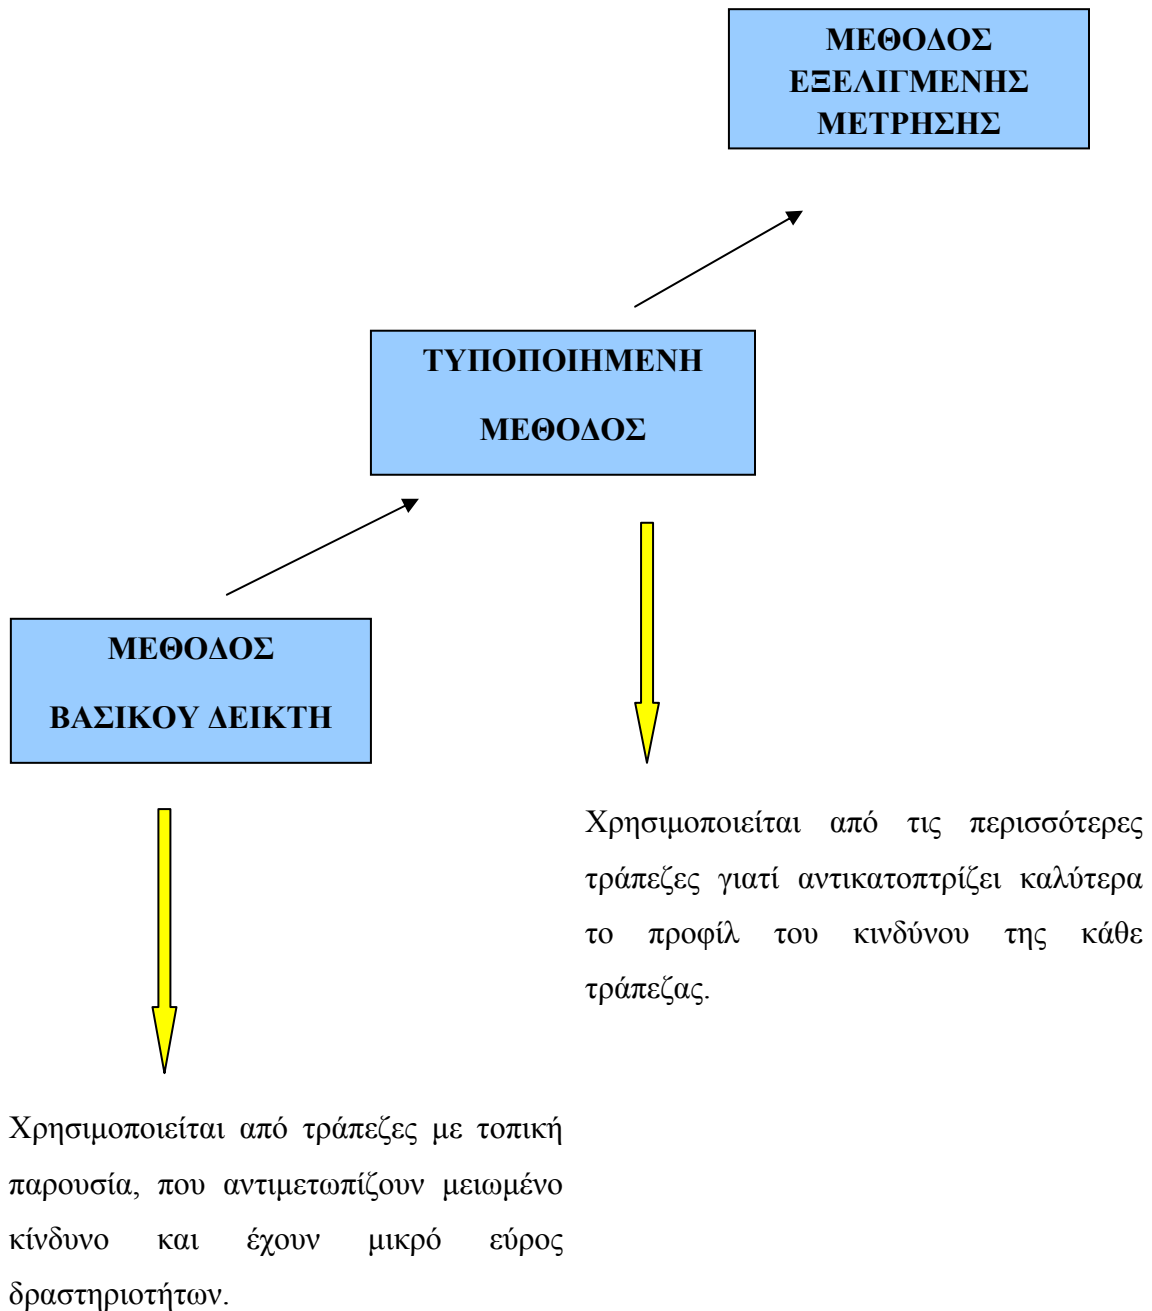 ΜΕΘΟΔΟΣ
ΕΞΕΛΙΓΜΕΝΗΣ
ΜΕΤΡΗΣΗΣ
ΤΥΠΟΠΟΙΗΜΕΝΗ
ΜΕΘΟΔΟΣ
ΜΕΘΟΔΟΣ
ΒΑΣΙΚΟΥ ΔΕΙΚΤΗ
Χρησιμοποιείται από τις περισσότερες
τράπεζες γιατί αντικατοπτρίζει καλύτερα
το προφίλ του κινδύνου της κάθε
τράπεζας.
Χρησιμοποιείται από τράπεζες με τοπική
παρουσία, που αντιμετωπίζουν μειωμένο
κίνδυνο και έχουν μικρό εύρος
δραστηριοτήτων.